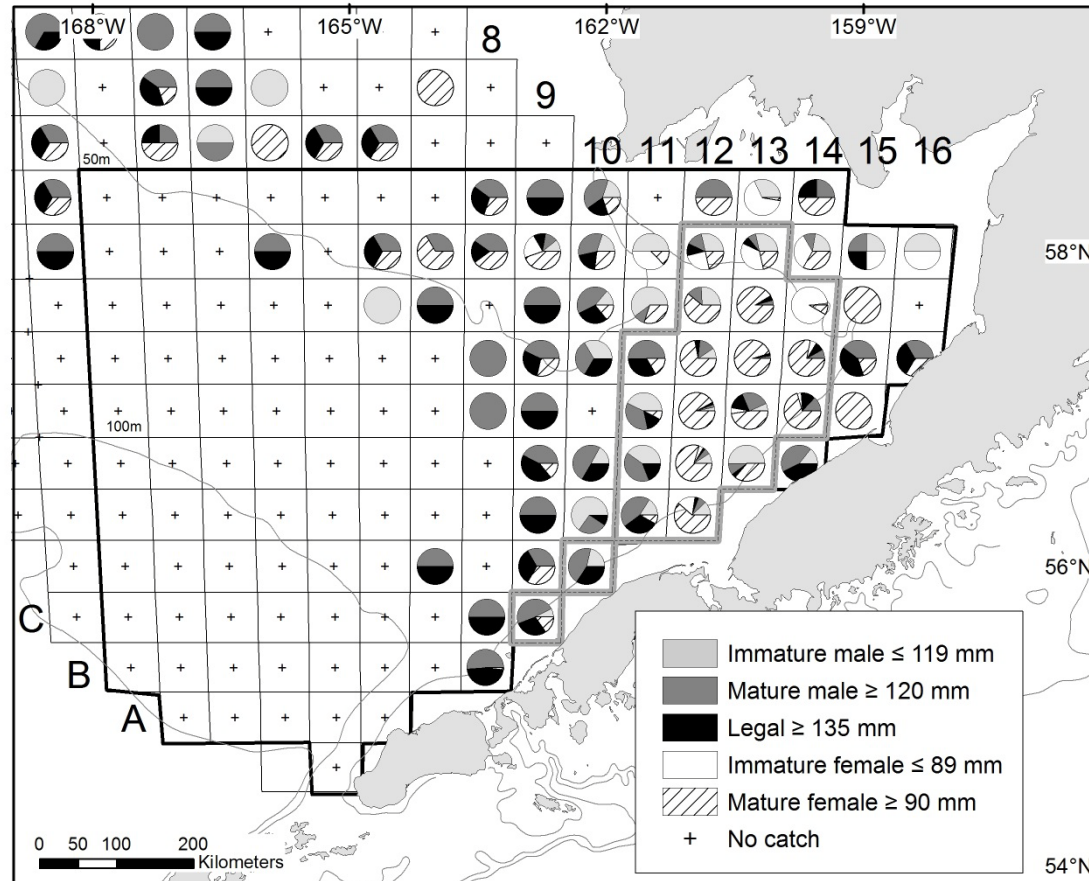 168°W 165°W 162°W 159°W
8
9
10 11 12 13 14 15 16
50m
58°N
100m
56°N
C
B
A
Immature male ≤ 119 mm
Mature male ≥ 120 mm
Legal ≥ 135 mm
Immature female ≤ 89 mm
Mature female ≥ 90 mm
+ No catch
0 50 100 200
Kilometers
54°N